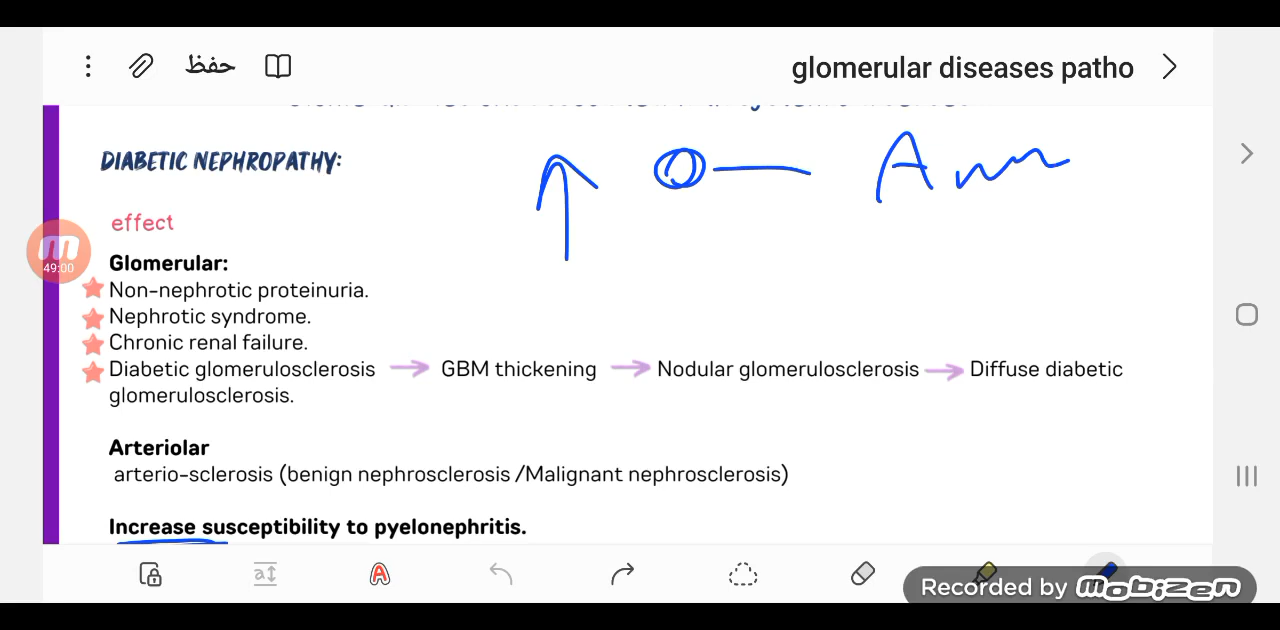 حفظ
glomerular diseases patho
DIABETIC NEPHROPATHY:
effect
49:00
Glomerular:
Non-nephrotic proteinuria.
Nephrotic syndrome.
Chronic renal failure.
Diabetic glomerulosclerosis → GBM thickening → Nodular glomerulosclerosis → Diffuse diabetic
glomerulosclerosis.
Arteriolar
arterio-sclerosis (benign nephrosclerosis /Malignant nephrosclerosis)
Increase susceptibility to pyelonephritis.
Recorded by mobizen